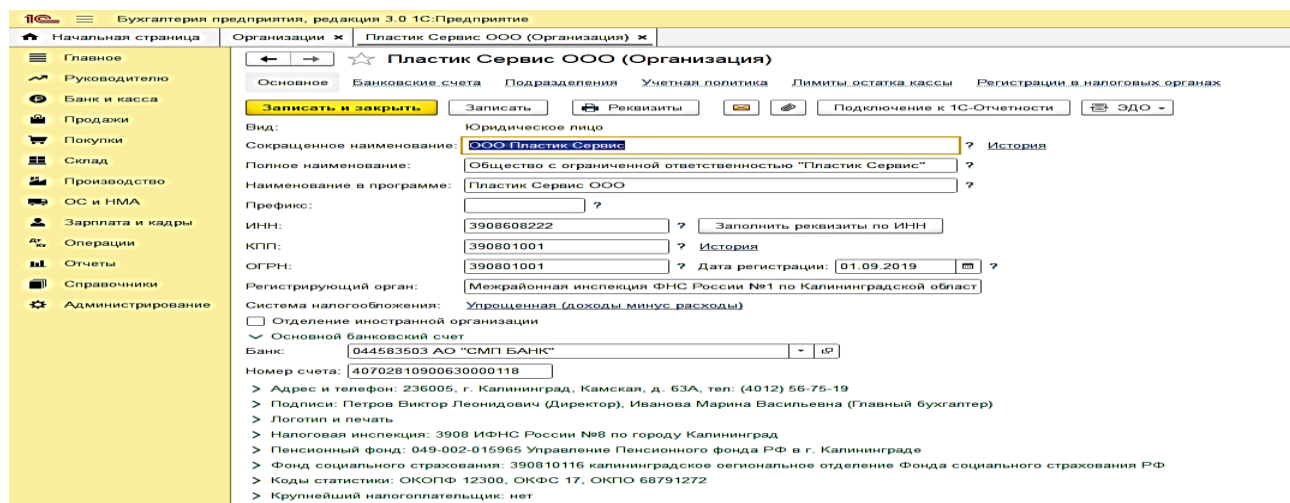 1С Бухгалтерия предприятия, редакция 3.0 1С:Предприятие
Начальная страница Организации × Пластик Сервис ООО (Организация) ×
Главное
Руководителю
Банк и касса
Продажи
Покупки
Склад
Производство
ОС и НМА
Зарплата и кадры
Операции
Отчеты
Справочники
Администрирование
Пластик Сервис ООО (Организация)
Основное Банковские счета Подразделения Учетная политика Лимиты остатка кассы Регистрации в налоговых органах
Записать и закрыть Записать Реквизиты Подключение к 1С-Отчетности ЭДО
Вид: Юридическое лицо
Сокращенное наименование: ООО Пластик Сервис ? История
Полное наименование: Общество с ограниченной ответственностью "Пластик Сервис" ?
Наименование в программе: Пластик Сервис ООО ?
Префикс: ?
ИНН: 3908608222 ? Заполнить реквизиты по ИНН
КПП: 390801001 ? История
ОГРН: 390801001 ? Дата регистрации: 01.09.2019 ?
Регистрирующий орган: Межрайонная инспекция ФНС России №1 по Калининградской област
Система налогообложения: Упрощенная (доходы минус расходы)
Отделение иностранной организации
Основной банковский счет
Банк: 044583503 АО "СМП БАНК"
Номер счета: 40702810900630000118
Адрес и телефон: 236005, г. Калининград, Камская, д. 63А, тел: (4012) 56-75-19
Подписи: Петров Виктор Леонидович (Директор), Иванова Марина Васильевна (Главный бухгалтер)
Логотип и печать
Налоговая инспекция: 3908 ИФНС России №8 по городу Калининград
Пенсионный фонд: 049-002-015965 Управление Пенсионного фонда РФ в г. Калининграде
Фонд социального страхования: 390810116 калининградское оегиональное отделение Фонда социального страхования РФ
Коды статистики: ОКОПФ 12300, ОКФС 17, ОКПО 68791272
Крупнейший налогоплательщик: нет